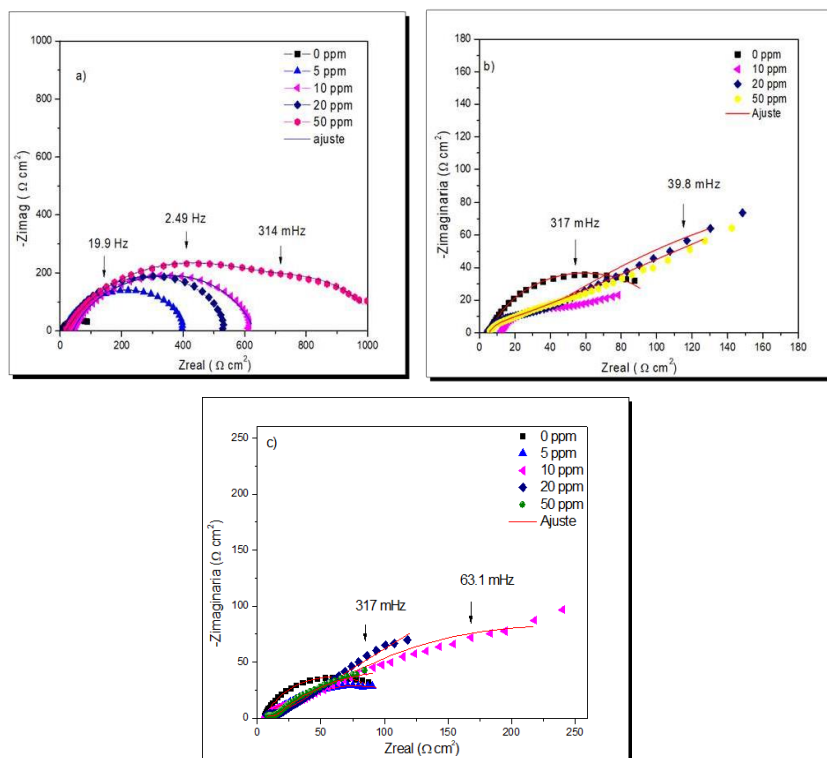 a)
0 ppm
5 ppm
10 ppm
20 ppm
50 ppm
ajuste
1000
800
600
400
200
0
19.9 Hz
2.49 Hz
314 mHz
0 200 400 600 800 1000
-Zimag ( Ω cm²)
Zreal ( Ω cm²)
b)
0 ppm
10 ppm
20 ppm
50 ppm
Ajuste
180
160
140
120
100
80
60
40
20
0
317 mHz
39.8 mHz
0 20 40 60 80 100 120 140 160 180
-Zimaginaria (Ω cm²)
Zreal ( Ω cm²)
c)
0 ppm
5 ppm
10 ppm
20 ppm
50 ppm
Ajuste
250
200
150
100
50
0
317 mHz
63.1 mHz
0 50 100 150 200 250
-Zimaginaria (Ω cm²)
Zreal (Ω cm²)